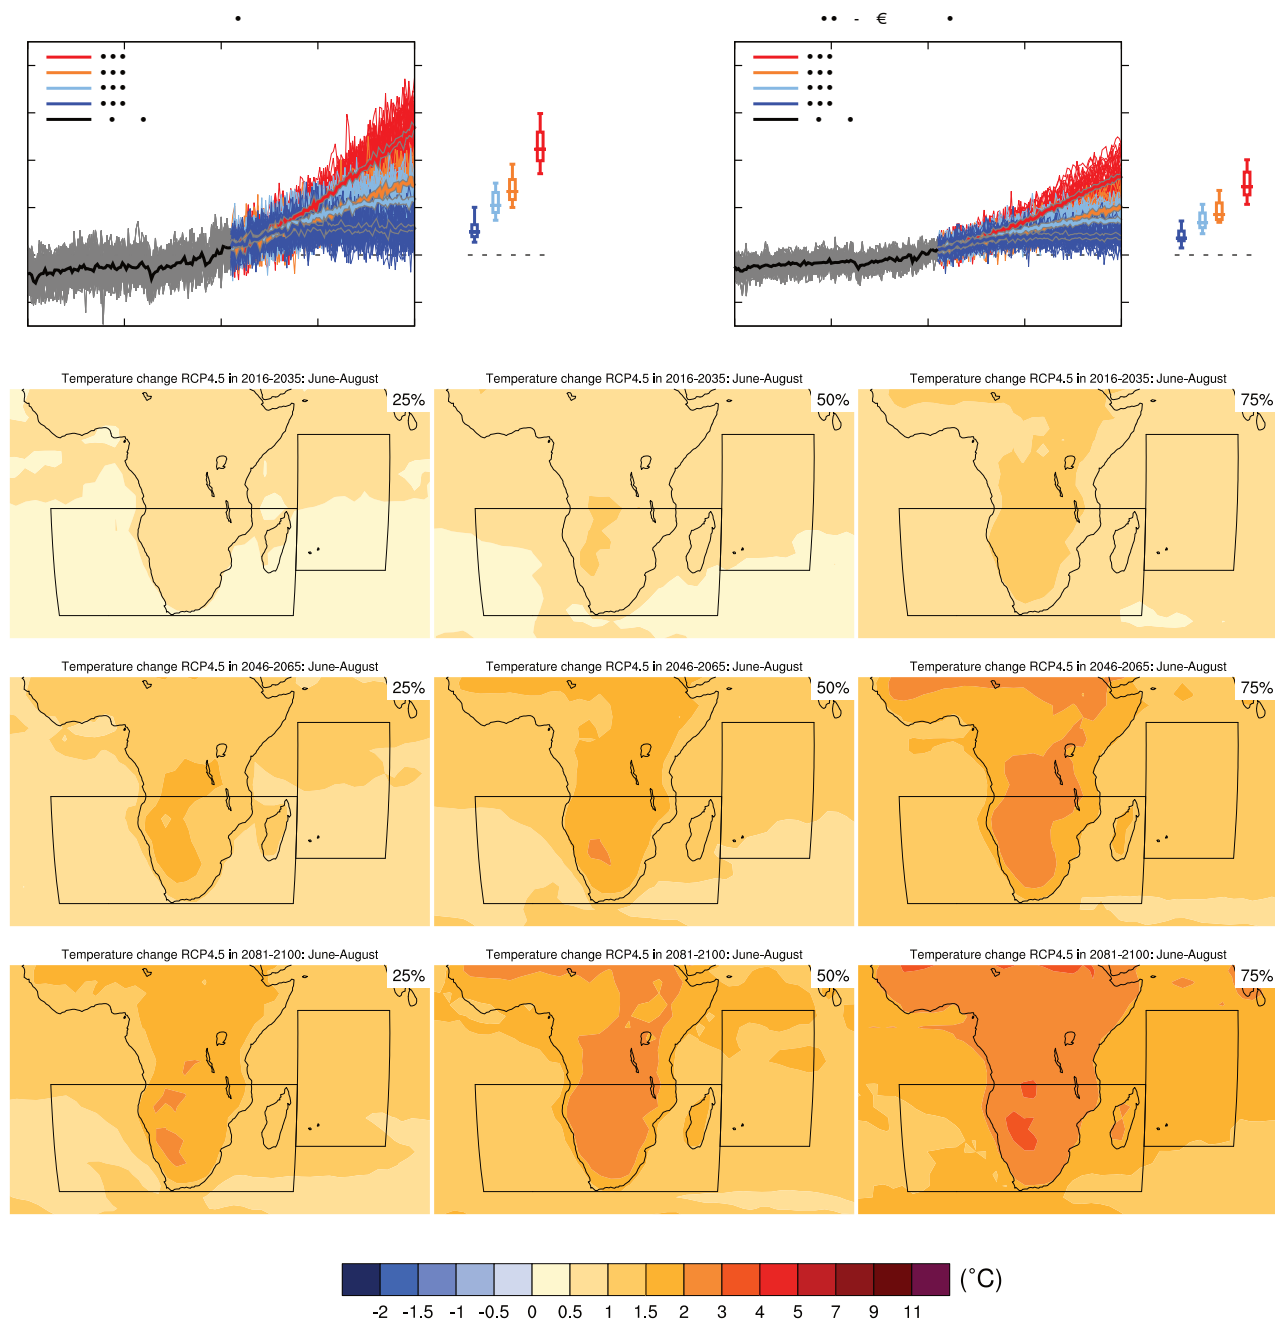 • •• - € •
••• •••
••• •••
••• •••
••• •••
• • • •
Temperature change RCP4.5 in 2016-2035: June-August Temperature change RCP4.5 in 2016-2035: June-August Temperature change RCP4.5 in 2016-2035: June-August
25% 50% 75%
Temperature change RCP4.5 in 2046-2065: June-August Temperature change RCP4.5 in 2046-2065: June-August Temperature change RCP4.5 in 2046-2065: June-August
25% 50% 75%
Temperature change RCP4.5 in 2081-2100: June-August Temperature change RCP4.5 in 2081-2100: June-August Temperature change RCP4.5 in 2081-2100: June-August
25% 50% 75%
(˚C)
-2 -1.5 -1 -0.5 0 0.5 1 1.5 2 3 4 5 7 9 11